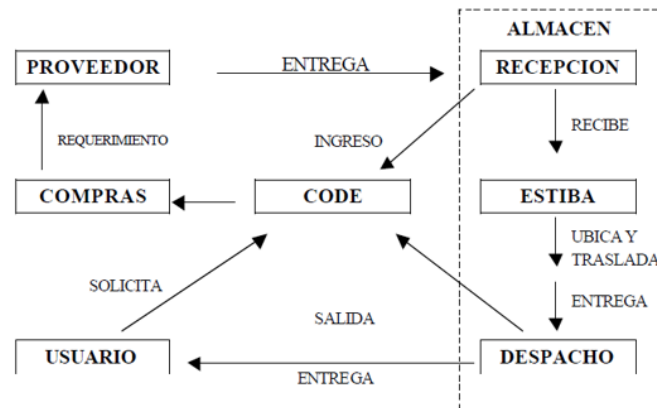 ALMACEN
PROVEEDOR
ENTREGA
RECEPCION
REQUERIMIENTO
INGRESO
RECIBE
COMPRAS
CODE
ESTIBA
UBICA Y
TRASLADA
SOLICITA
SALIDA
ENTREGA
USUARIO
ENTREGA
DESPACHO